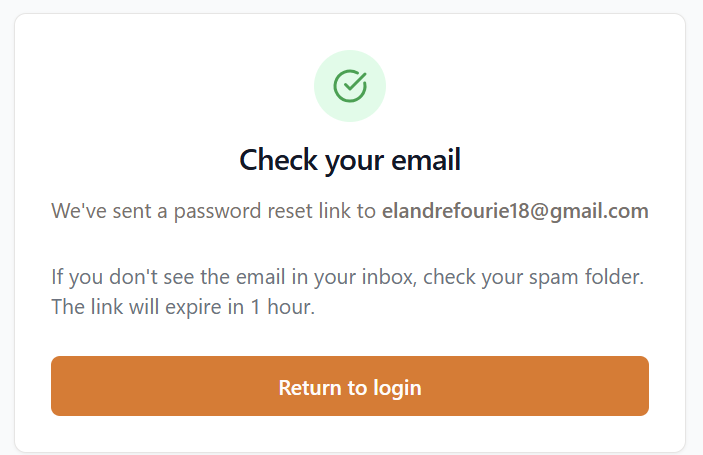 Check your email
We've sent a password reset link to elandrefourie18@gmail.com
If you don't see the email in your inbox, check your spam folder.
The link will expire in 1 hour.
Return to login